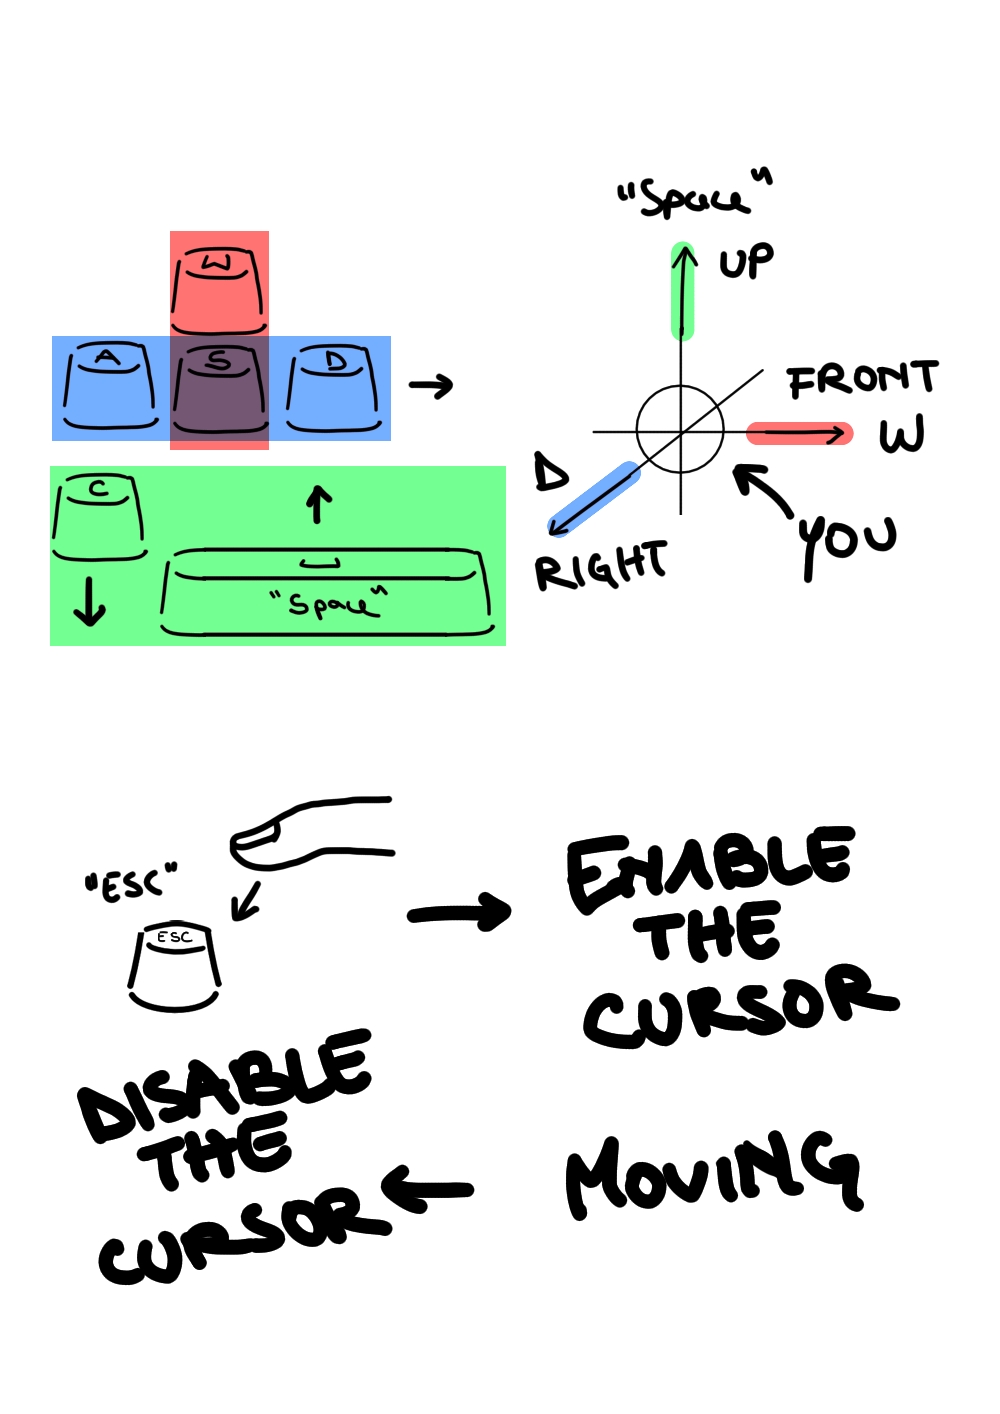 W
A S D
C
"Space"
"Space"
UP
FRONT
W
D
RIGHT
YOU
"ESC"
ESC
ENABLE
THE
CURSOR
MOVING
DISABLE
THE
CURSOR